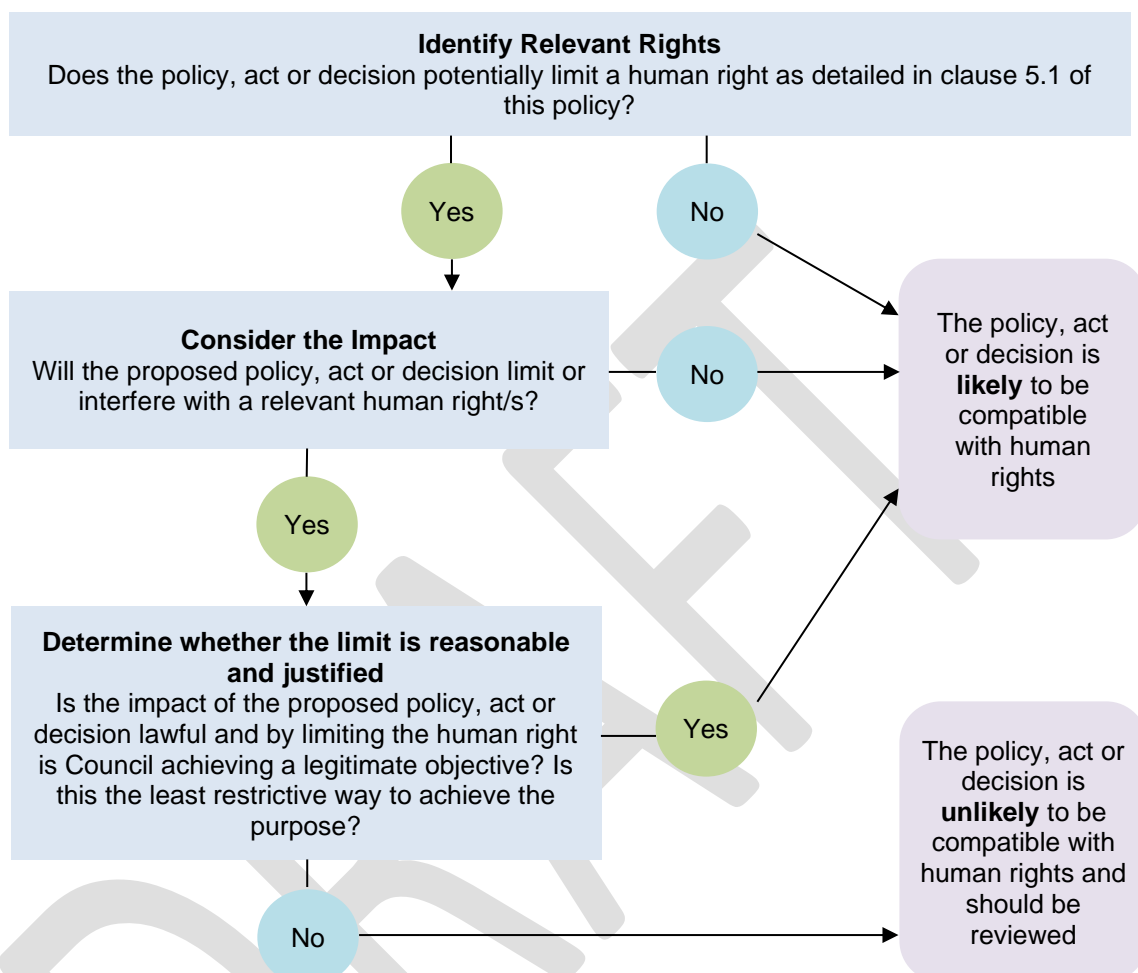 Identify Relevant Rights
Does the policy, act or decision potentially limit a human right as detailed in clause 5.1 of
this policy?
Yes
No
Consider the Impact
Will the proposed policy, act or decision limit or
interfere with a relevant human right/s?
No
The policy, act
or decision is
likely to be
compatible
with human
rights
Yes
Determine whether the limit is reasonable
and justified
Is the impact of the proposed policy, act or
decision lawful and by limiting the human right
is Council achieving a legitimate objective? Is
this the least restrictive way to achieve the
purpose?
Yes
The policy, act or
decision is
unlikely to be
compatible with
human rights and
should be
reviewed
No
DRAFT